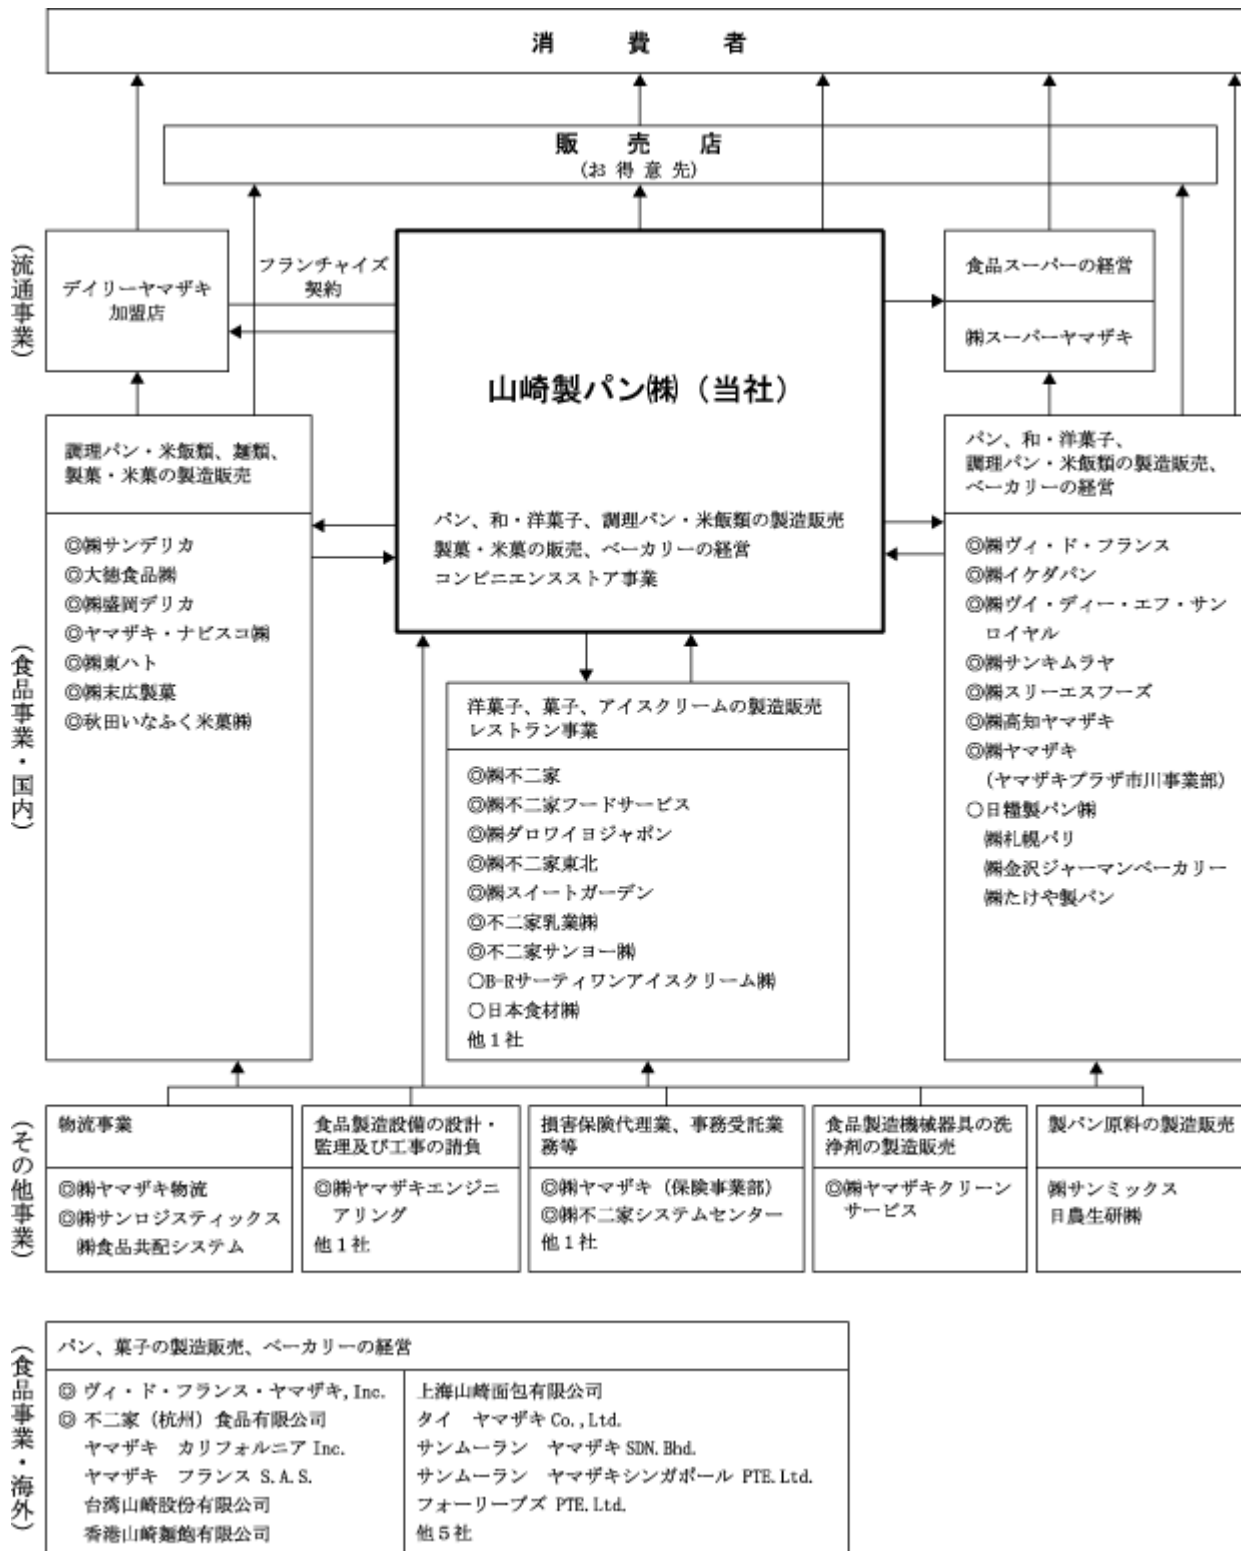 消費者
販売店
(お得意先)
(流通事業)
デイリーヤマザキ
加盟店
フランチャイズ
契約
山崎製パン㈱（当社）
パン、和・洋菓子、調理パン・米飯類の製造販売
製菓・米菓の販売、ベーカリーの経営
コンビニエンスストア事業
食品スーパーの経営
㈱スーパーヤマザキ
(食品事業・国内)
調理パン・米飯類、麺類、
製菓・米菓の製造販売
◎㈱サンデリカ
◎大徳食品㈱
◎㈱盛岡デリカ
◎ヤマザキ・ナビスコ㈱
◎㈱東ハト
◎㈱末広製菓
◎秋田いなふく米菓㈱
洋菓子、菓子、アイスクリームの製造販売
レストラン事業
◎㈱不二家
◎㈱不二家フードサービス
◎㈱ダロワイヨジャポン
◎㈱不二家東北
◎㈱スイートガーデン
◎不二家乳業㈱
◎不二家サンヨー㈱
○B-Rサーティワンアイスクリーム㈱
○日本食材㈱
他１社
パン、和・洋菓子、
調理パン・米飯類の製造販売、
ベーカリーの経営
◎㈱ヴィ・ド・フランス
◎㈱イケダパン
◎㈱ヴイ・ディー・エフ・サン
ロイヤル
◎㈱サンキムラヤ
◎㈱スリーエスフーズ
◎㈱高知ヤマザキ
◎㈱ヤマザキ
(ヤマザキプラザ市川事業部)
○日糧製パン㈱
㈱札幌パリ
㈱金沢ジャーマンベーカリー
㈱たけや製パン
(その他事業)
物流事業
◎㈱ヤマザキ物流
◎㈱サンロジスティックス
㈱食品共配システム
食品製造設備の設計・
監理及び工事の請負
◎㈱ヤマザキエンジニ
アリング
他１社
損害保険代理業、事務受託業
務等
◎㈱ヤマザキ（保険事業部）
◎㈱不二家システムセンター
他１社
食品製造機械器具の洗
浄剤の製造販売
◎㈱ヤマザキクリーン
サービス
製パン原料の製造販売
㈱サンミックス
日農生研㈱
(食品事業・海外)
パン、菓子の製造販売、ベーカリーの経営
◎ ヴィ・ド・フランス・ヤマザキ,Inc.
◎ 不二家（杭州）食品有限公司
ヤマザキ　カリフォルニア Inc.
ヤマザキ　フランス S.A.S.
台湾山崎股份有限公司
香港山崎麺飽有限公司
上海山崎面包有限公司
タイ　ヤマザキ Co.,Ltd.
サンムーラン　ヤマザキ SDN.Bhd.
サンムーラン　ヤマザキシンガポール PTE.Ltd.
フォーリーブズ PTE.Ltd.
他５社